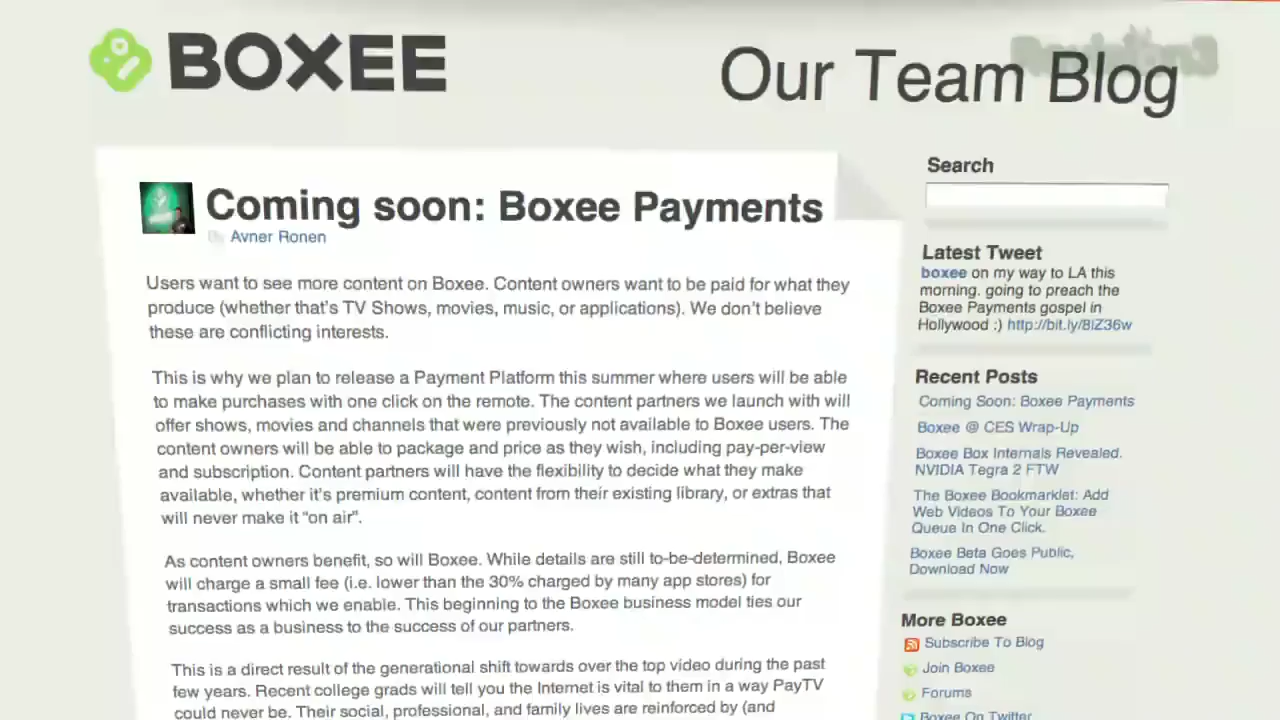 BOXEE
Our Team Blog
Coming soon: Boxee Payments
By Avner Ronen
Users want to see more content on Boxee. Content owners want to be paid for what they
produce (whether that's TV Shows, movies, music, or applications). We don't believe
these are conflicting interests.
This is why we plan to release a Payment Platform this summer where users will be able
to make purchases with one click on the remote. The content partners we launch with will
offer shows, movies and channels that were previously not available to Boxee users. The
content owners will be able to package and price as they wish, including pay-per-view
and subscription. Content partners will have the flexibility to decide what they make
available, whether it's premium content, content from their existing library, or extras that
will never make it "on air".
As content owners benefit, so will Boxee. While details are still to-be-determined, Boxee
will charge a small fee (i.e. lower than the 30% charged by many app stores) for
transactions which we enable. This beginning to the Boxee business model ties our
success as a business to the success of our partners.
This is a direct result of the generational shift towards over the top video during the past
few years. Recent college grads will tell you the Internet is vital to them in a way PayTV
could never be. Their social, professional, and family lives are reinforced by (and
Search
Latest Tweet
boxee on my way to LA this
morning. going to preach the
Boxee Payments gospel in
Hollywood :) http://bit.ly/8iZ36w
Recent Posts
Coming Soon: Boxee Payments
Boxee @ CES Wrap-Up
Boxee Box Internals Revealed.
NVIDIA Tegra 2 FTW
The Boxee Bookmarklet: Add
Web Videos To Your Boxee
Queue In One Click.
Boxee Beta Goes Public,
Download Now
More Boxee
Subscribe To Blog
Join Boxee
Forums
Boxee On Twitter